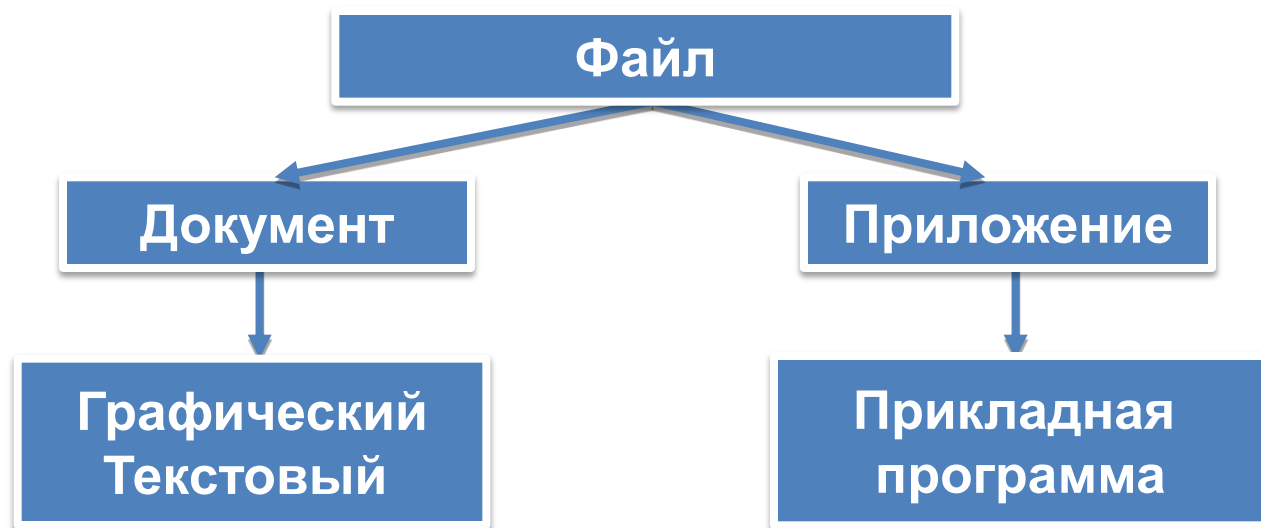 Файл
Документ
Приложение
Графический
Текстовый
Прикладная
программа